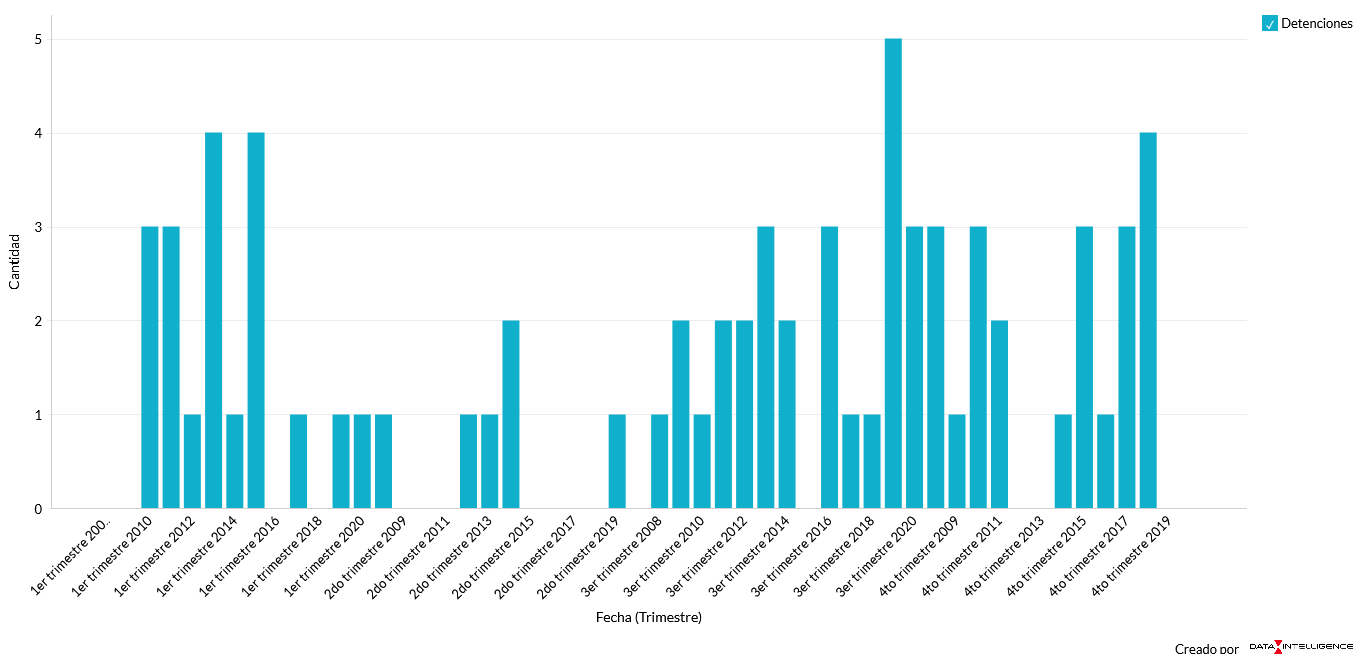 Detenciones
Cantidad
5
4
3
2
1
0
1er trimestre 200..
1er trimestre 2010
1er trimestre 2012
1er trimestre 2014
1er trimestre 2016
1er trimestre 2018
1er trimestre 2020
2do trimestre 2009
2do trimestre 2011
2do trimestre 2013
2do trimestre 2015
2do trimestre 2017
2do trimestre 2019
3er trimestre 2008
3er trimestre 2010
3er trimestre 2012
3er trimestre 2014
3er trimestre 2016
3er trimestre 2018
3er trimestre 2020
4to trimestre 2009
4to trimestre 2011
4to trimestre 2013
4to trimestre 2015
4to trimestre 2017
4to trimestre 2019
Fecha (Trimestre)
Creado por DATA INTELLIGENCE